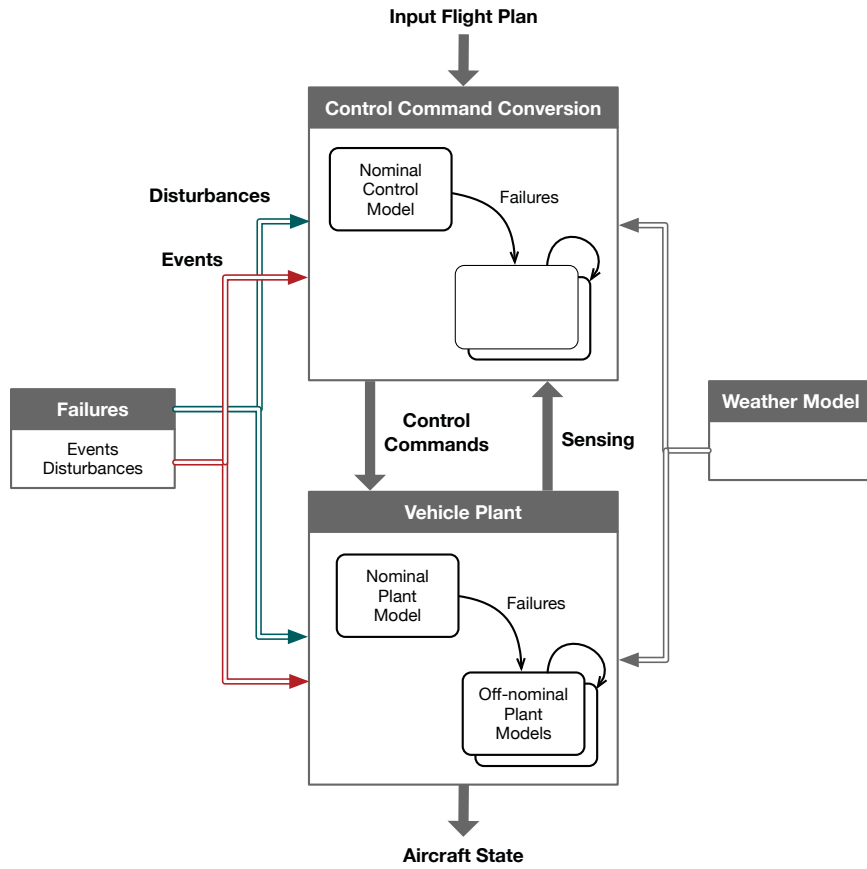 Input Flight Plan
Control Command Conversion
Nominal
Control
Model
Failures
Disturbances
Events
Failures
Events
Disturbances
Control
Commands
Sensing
Weather Model
Vehicle Plant
Nominal
Plant
Model
Failures
Off-nominal
Plant
Models
Aircraft State